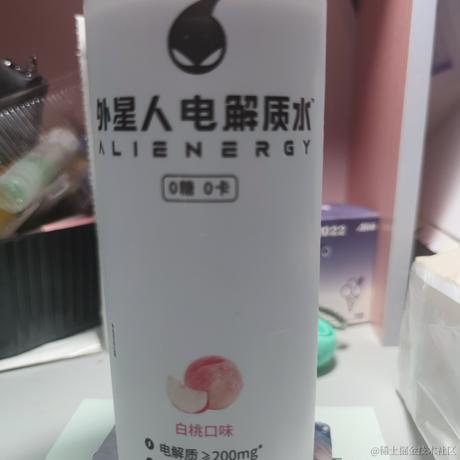 外星人电解质水
ALIENERGY
0糖 0卡
2022
白桃口味
电解质≥200mg*
@稀土掘金技术社区